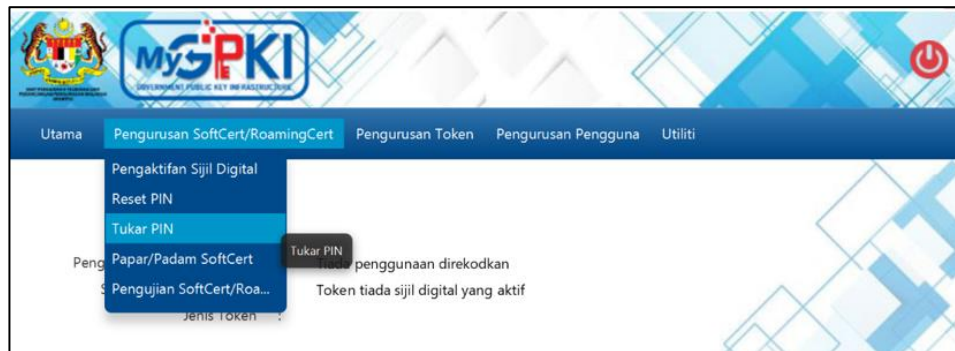 MyGPKI
GOVERNMENT PUBLIC KEY INFRASTRUCTURE
Utama Pengurusan SoftCert/RoamingCert Pengurusan Token Pengurusan Pengguna Utiliti
Pengaktifan Sijil Digital
Reset PIN
Tukar PIN
Tukar PIN
Papar/Padam SoftCert
Peng Tiada penggunaan direkodkan
Pengujian SoftCert/Roa...
S Token tiada sijil digital yang aktif
Jenis Token :